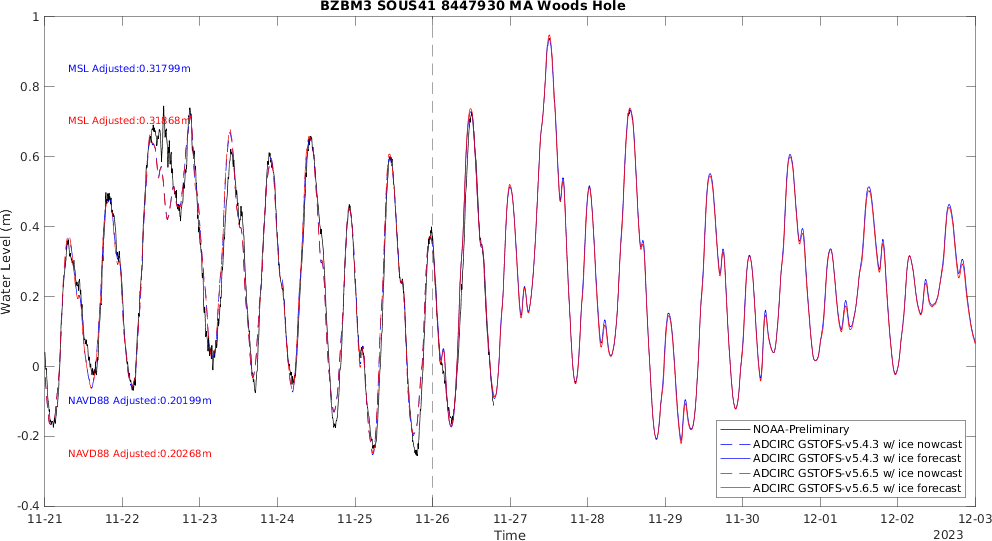 BZBM3 SOUS41 8447930 MA Woods Hole
1
0.8
0.6
0.4
0.2
0
-0.2
-0.4
Water Level (m)
MSL Adjusted:0.31799m
MSL Adjusted:0.31868m
NAVD88 Adjusted:0.20199m
NAVD88 Adjusted:0.20268m
NOAA-Preliminary
ADCIRC GSTOFS-v5.4.3 w/ ice nowcast
ADCIRC GSTOFS-v5.4.3 w/ ice forecast
ADCIRC GSTOFS-v5.6.5 w/ ice nowcast
ADCIRC GSTOFS-v5.6.5 w/ ice forecast
11-21 11-22 11-23 11-24 11-25 11-26 11-27 11-28 11-29 11-30 12-01 12-02 12-03
Time
2023